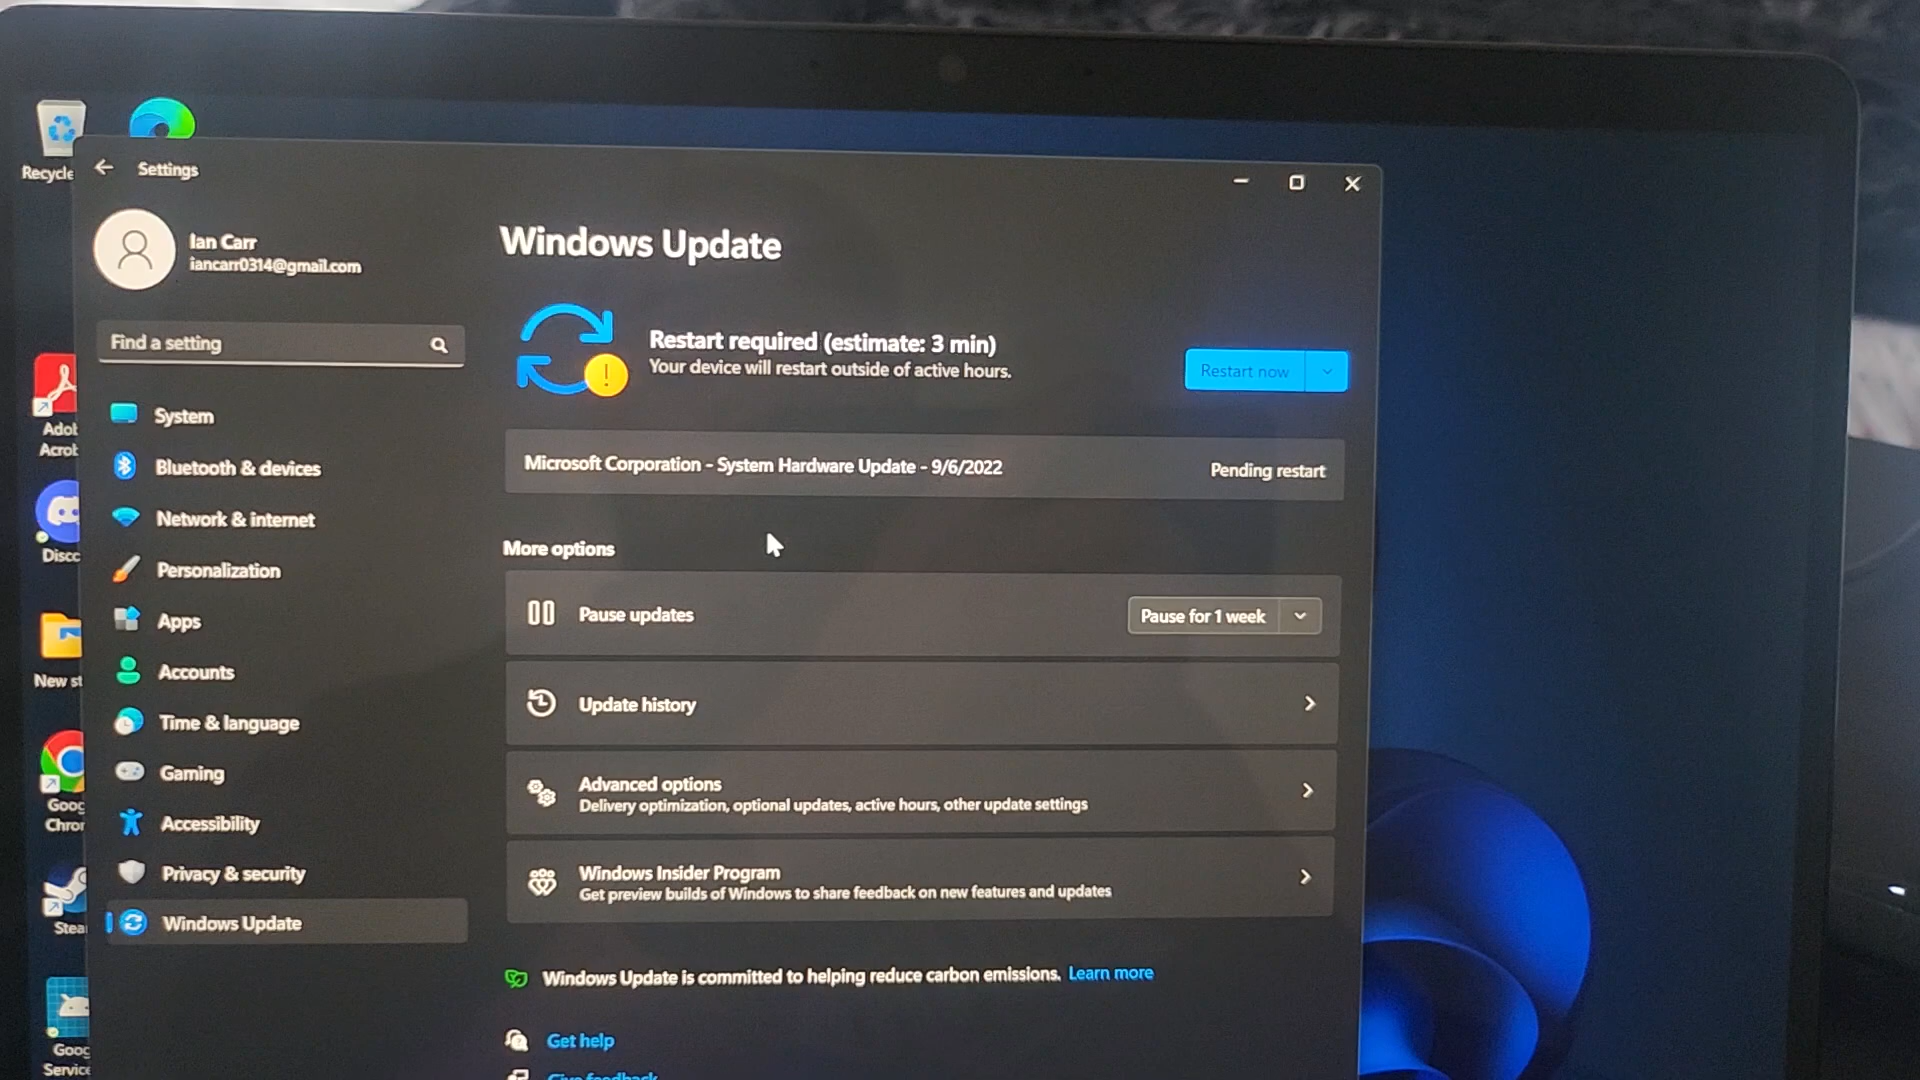 Recycle
Settings
Ian Carr
iancarr0314@gmail.com
Find a setting
System
Bluetooth & devices
Network & internet
Personalization
Apps
Accounts
Time & language
Gaming
Accessibility
Privacy & security
Windows Update
Windows Update
Restart required (estimate: 3 min)
Your device will restart outside of active hours.
Restart now
Microsoft Corporation - System Hardware Update - 9/6/2022
Pending restart
More options
Pause updates
Pause for 1 week
Update history
Advanced options
Delivery optimization, optional updates, active hours, other update settings
Windows Insider Program
Get preview builds of Windows to share feedback on new features and updates
Windows Update is committed to helping reduce carbon emissions. Learn more
Get help
Give feedback
Adob
Acrob
Disco
New st
Goog
Chror
Stea
Goog
Service